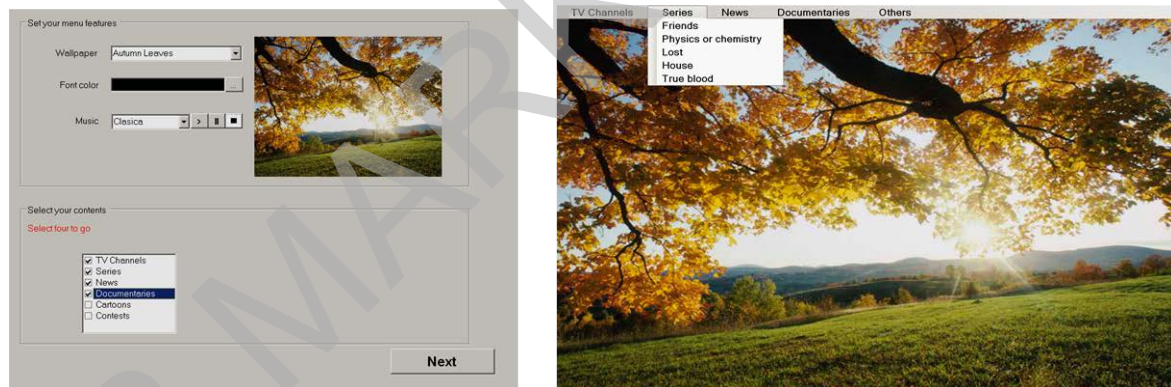 Set your menu features
Wallpaper Autumn Leaves
Font color ...
Music Clasica
Select your contents
Select four to go
TV Channels
Series
News
Documentaries
Cartoons
Contests
Next
TV Channels Series News Documentaries Others
Friends
Physics or chemistry
Lost
House
True blood